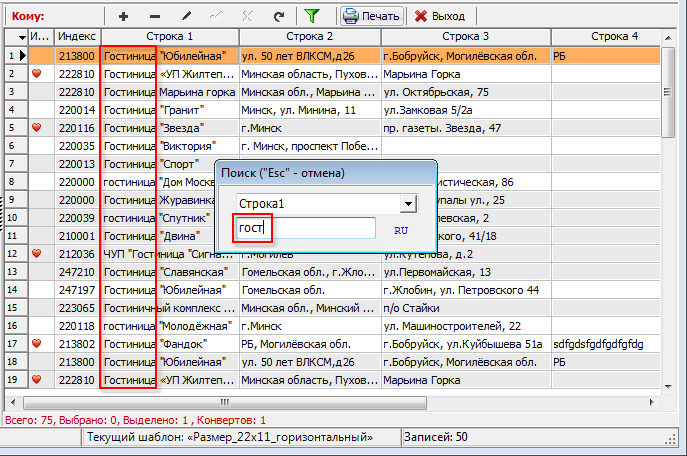 Кому: Печать Выход
И... Индекс Строка 1 Строка 2 Строка 3 Строка 4
1 213800 Гостиница "Юбилейная" ул. 50 лет ВЛКСМ,д26 г.Бобруйск, Могилёвская обл. РБ
2 222810 Гостиница «УП Жилтеп... Минская область, Пухов... Марьина Горка
3 222810 Гостиница Марьина горка Минская обл., Марьина ... ул. Октябрьская, 75
4 220014 Гостиница "Гранит" Минск, ул. Минина, 11 ул.Замковая 5/2а
5 220116 Гостиница "Звезда" г.Минск пр. газеты. Звезда, 47
6 220035 Гостиница "Виктория" г. Минск, проспект Побе...
7 220013 Гостиница "Спорт"
8 220000 гостиница "Дом Москв истическая, 86
9 220000 Гостиница Журавинка упалы ул., 25
10 220039 гостиница "Спутник" левская, 2
11 210001 Гостиница "Двина" ского, 41/18
12 212036 ЧУП "Гостиница "Сигна... г.Могилев ул.Кутепова, д.2
13 247210 Гостиница "Славянская" Гомельская обл., г.Жло... ул.Первомайская, 13
14 247197 Гостиница "Юбилейная" Гомельская обл. г.Жлобин, ул. Петровского 44
15 223065 Гостиничный комплекс ... Минская обл., Минский ... п/о Стайки
16 220118 гостиница "Молодёжная" г.Минск ул. Машиностроителей, 22
17 213802 Гостиница "Фандок" РБ, Могилёвской обл. г.Бобруйск, ул.Куйбышева 51а sdfgdsfgdfgdfgfdg
18 213800 Гостиница "Юбилейная" ул. 50 лет ВЛКСМ,д26 г.Бобруйск, Могилёвская обл. РБ
19 222810 Гостиница «УП Жилтеп... Минская область, Пухов... Марьина Горка
Поиск ("Esc" - отмена)
Строка1
гост RU
Всего: 75, Выбрано: 0, Выделено: 1 , Конвертов: 1
Текущий шаблон: «Размер_22x11_горизонтальный» Записей: 50